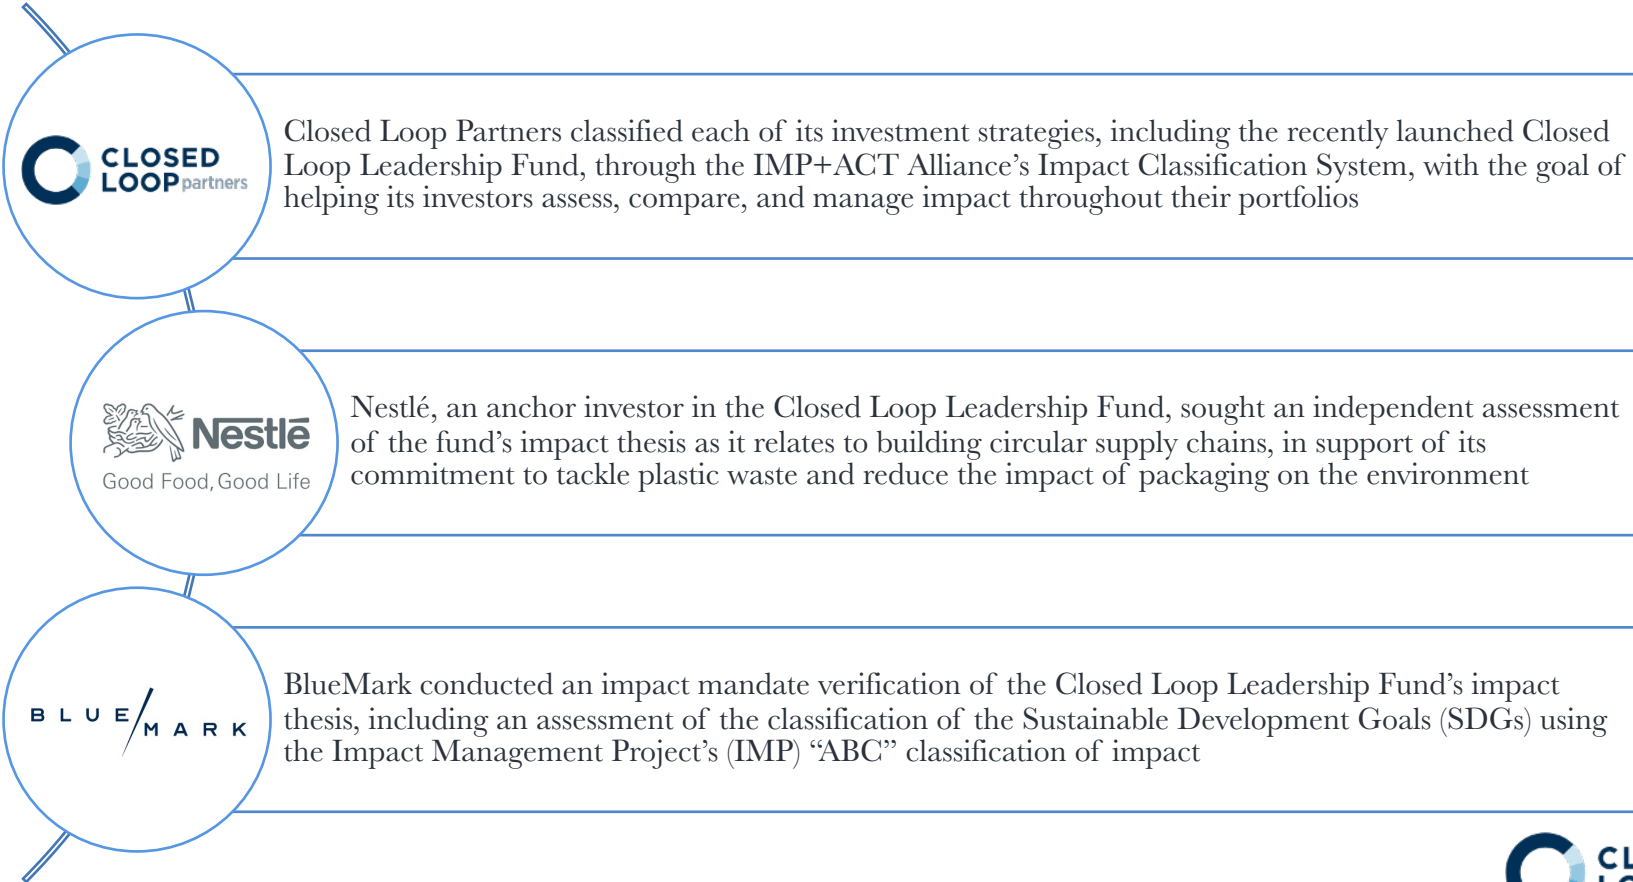 CLOSED
LOOP partners
Closed Loop Partners classified each of its investment strategies, including the recently launched Closed
Loop Leadership Fund, through the IMP+ACT Alliance’s Impact Classification System, with the goal of
helping its investors assess, compare, and manage impact throughout their portfolios
Nestlé
Good Food, Good Life
Nestlé, an anchor investor in the Closed Loop Leadership Fund, sought an independent assessment
of the fund’s impact thesis as it relates to building circular supply chains, in support of its
commitment to tackle plastic waste and reduce the impact of packaging on the environment
BLUE/MARK
BlueMark conducted an impact mandate verification of the Closed Loop Leadership Fund’s impact
thesis, including an assessment of the classification of the Sustainable Development Goals (SDGs) using
the Impact Management Project’s (IMP) “ABC” classification of impact